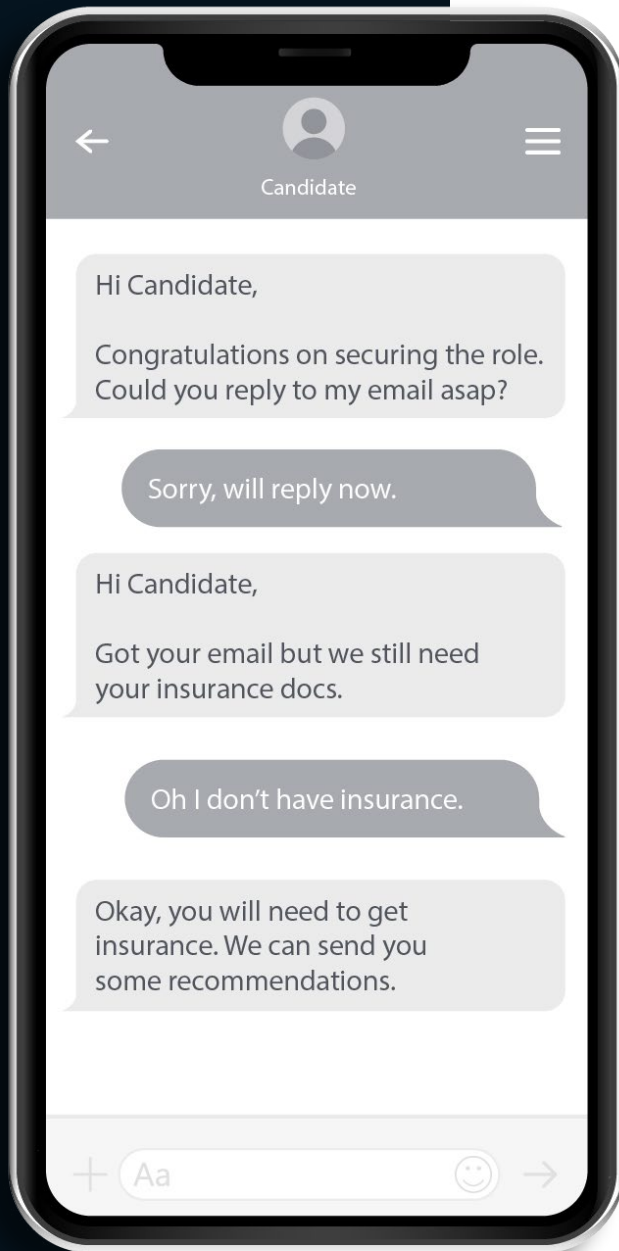 Candidate
Hi Candidate,
Congratulations on securing the role.
Could you reply to my email asap?
Sorry, will reply now.
Hi Candidate,
Got your email but we still need
your insurance docs.
Oh I don't have insurance.
Okay, you will need to get
insurance. We can send you
some recommendations.
Aa